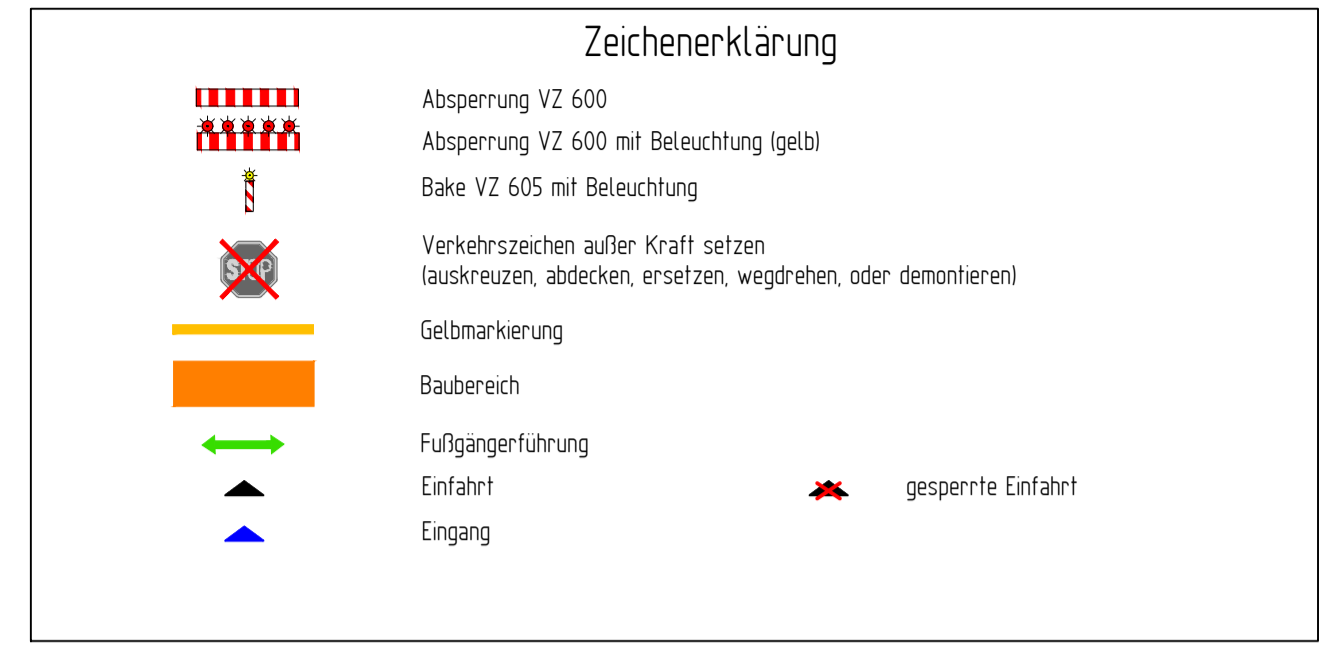 Zeichenerklärung
Absperrung VZ 600
Absperrung VZ 600 mit Beleuchtung (gelb)
Bake VZ 605 mit Beleuchtung
STOP
Verkehrszeichen außer Kraft setzen
(auskreuzen, abdecken, ersetzen, wegdrehen, oder demontieren)
Gelbmarkierung
Baubereich
Fußgängerführung
Einfahrt
gesperrte Einfahrt
Eingang